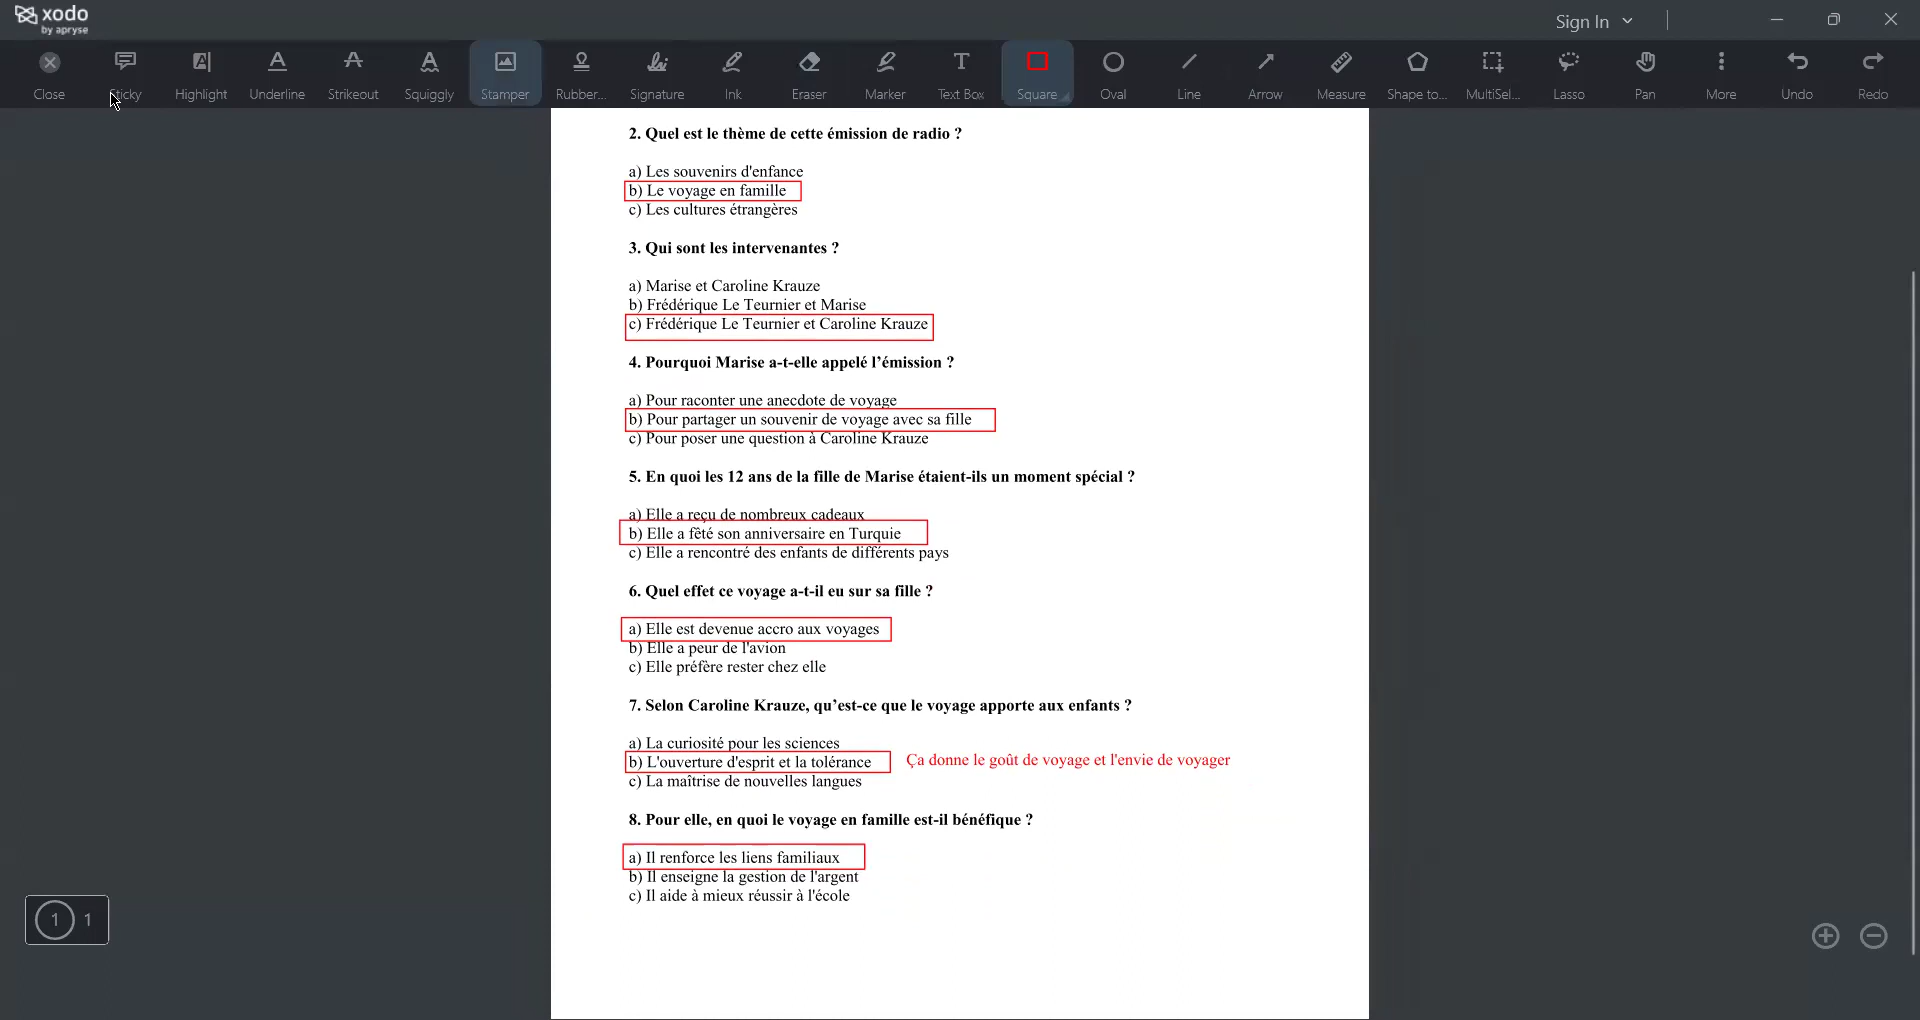 xodo
by apryse
Sign In
Close
Sticky
Highlight
Underline
Strikeout
Squiggly
Stamper
Rubber...
Signature
Ink
Eraser
Marker
Text Box
Square
Oval
Line
Arrow
Measure
Shape to...
MultiSel...
Lasso
Pan
More
Undo
Redo
2. Quel est le thème de cette émission de radio ?
a) Les souvenirs d'enfance
b) Le voyage en famille
c) Les cultures étrangères
3. Qui sont les intervenantes ?
a) Marise et Caroline Krauze
b) Frédérique Le Teurnier et Marise
c) Frédérique Le Teurnier et Caroline Krauze
4. Pourquoi Marise a-t-elle appelé l’émission ?
a) Pour raconter une anecdote de voyage
b) Pour partager un souvenir de voyage avec sa fille
c) Pour poser une question à Caroline Krauze
5. En quoi les 12 ans de la fille de Marise étaient-ils un moment spécial ?
a) Elle a reçu de nombreux cadeaux
b) Elle a fêté son anniversaire en Turquie
c) Elle a rencontré des enfants de différents pays
6. Quel effet ce voyage a-t-il eu sur sa fille ?
a) Elle est devenue accro aux voyages
b) Elle a peur de l'avion
c) Elle préfère rester chez elle
7. Selon Caroline Krauze, qu’est-ce que le voyage apporte aux enfants ?
a) La curiosité pour les sciences
b) L'ouverture d'esprit et la tolérance Ça donne le goût de voyage et l'envie de voyager
c) La maîtrise de nouvelles langues
8. Pour elle, en quoi le voyage en famille est-il bénéfique ?
a) Il renforce les liens familiaux
b) Il enseigne la gestion de l'argent
c) Il aide à mieux réussir à l'école
1 1